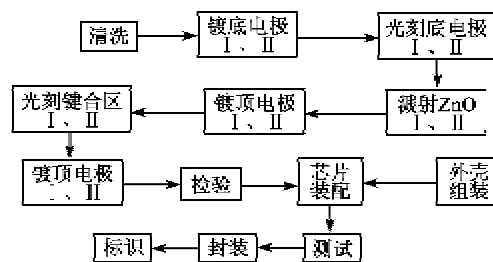 清洗
镀底电极
Ⅰ、Ⅱ
光刻底电极
Ⅰ、Ⅱ
溅射ZnO
Ⅰ、Ⅱ
镀顶电极
Ⅰ、Ⅱ
光刻键合区
Ⅰ、Ⅱ
镀顶电极
Ⅰ、Ⅱ
检验
芯片
装配
外壳
组装
测试
封装
标识